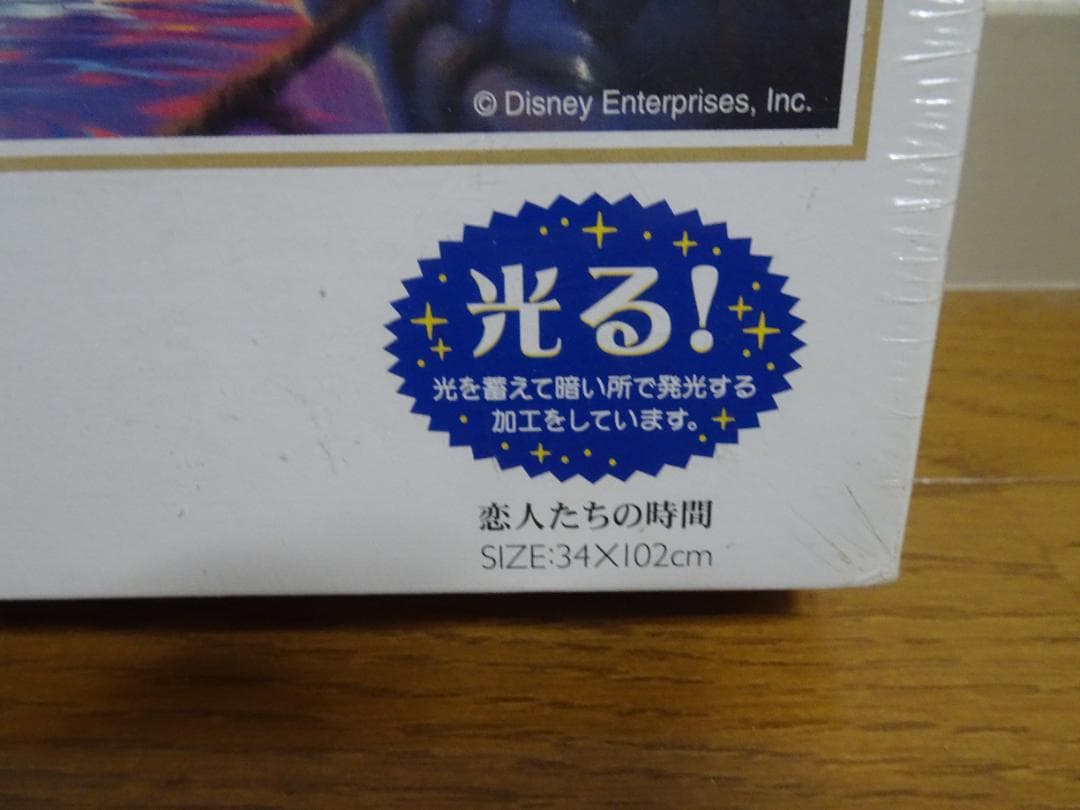 © Disney Enterprises, Inc.
光る!
光を蓄えて暗い所で発光する
加工をしています。
恋人たちの時間
SIZE:34X102cm